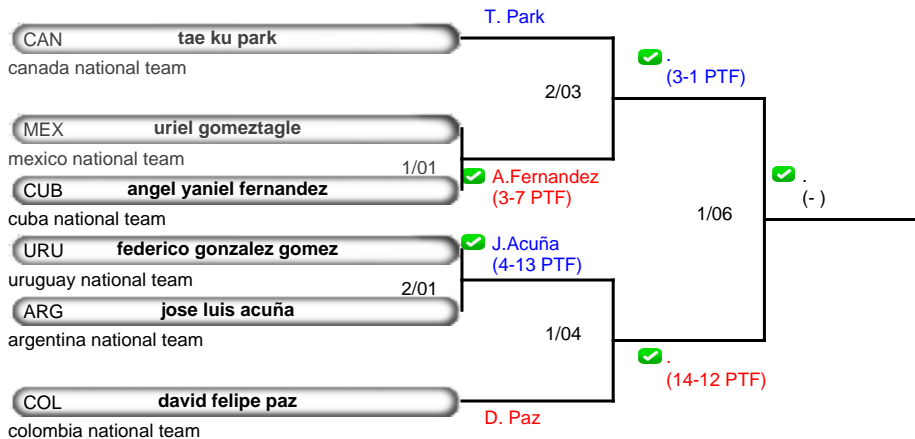 T. Park
CAN tae ku park
canada national team
.
(3-1 PTF)
2/03
MEX uriel gomeztagle
mexico national team
1/01
A.Fernandez
(3-7 PTF)
CUB angel yaniel fernandez
cuba national team
.
(- )
1/06
URU federico gonzalez gomez
uruguay national team
J.Acuña
(4-13 PTF)
2/01
ARG jose luis acuña
argentina national team
1/04
.
(14-12 PTF)
COL david felipe paz
colombia national team
D. Paz